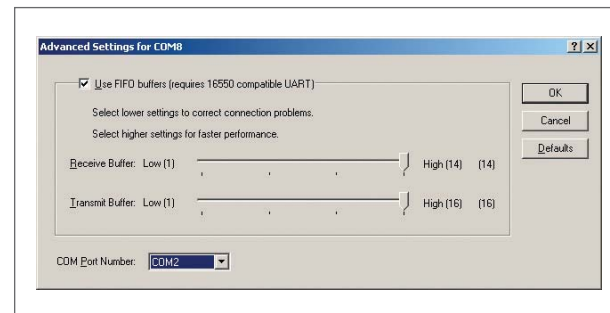 Advanced Settings for COM8
Use FIFO buffers (requires 16550 compatible UART)
OK
Select lower settings to correct connection problems.
Cancel
Select higher settings for faster performance.
Defaults
Receive Buffer: Low (1) High (14) (14)
Transmit Buffer: Low (1) High (16) (16)
COM Port Number: COM2